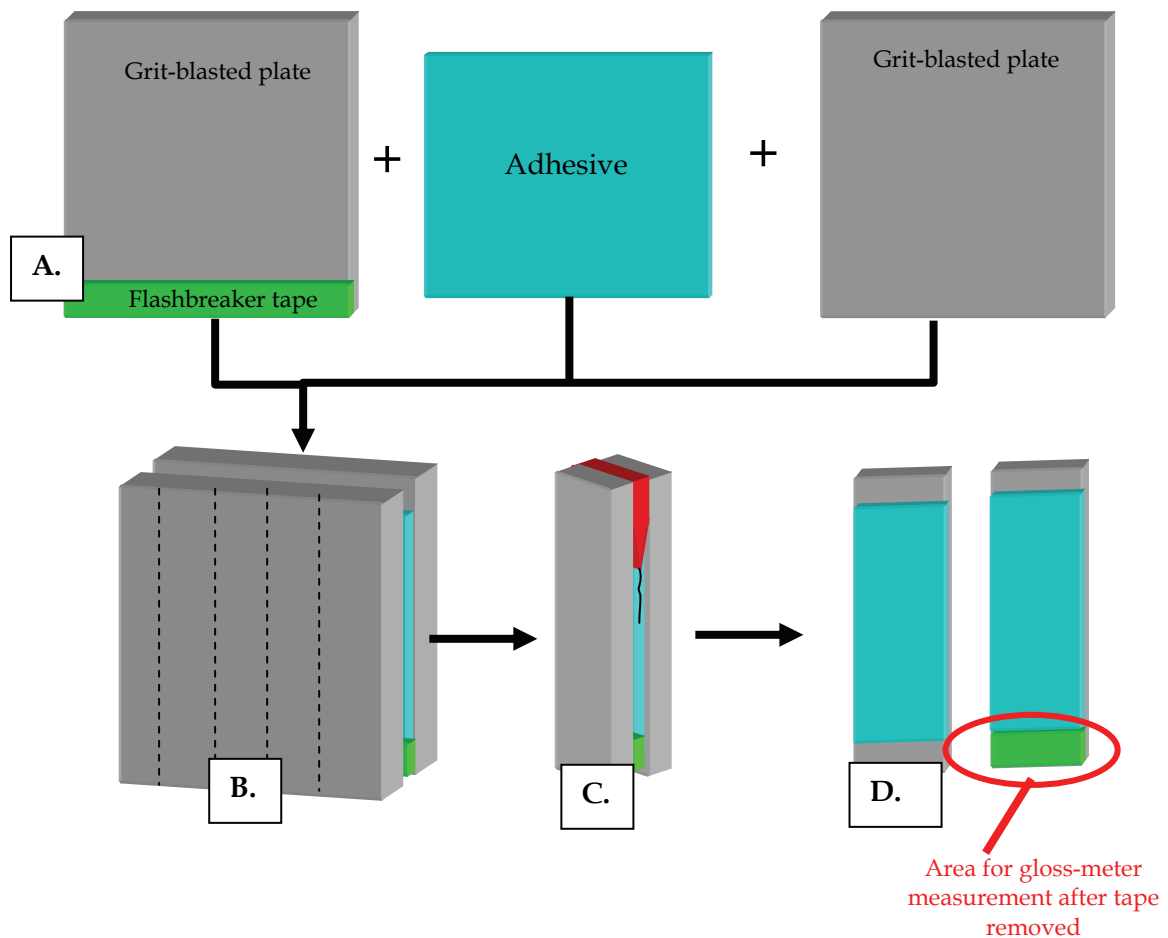 Grit-blasted plate
+
Adhesive
+
Grit-blasted plate
A.
Flashbreaker tape
B.
C.
D.
Area for gloss-meter
measurement after tape
removed